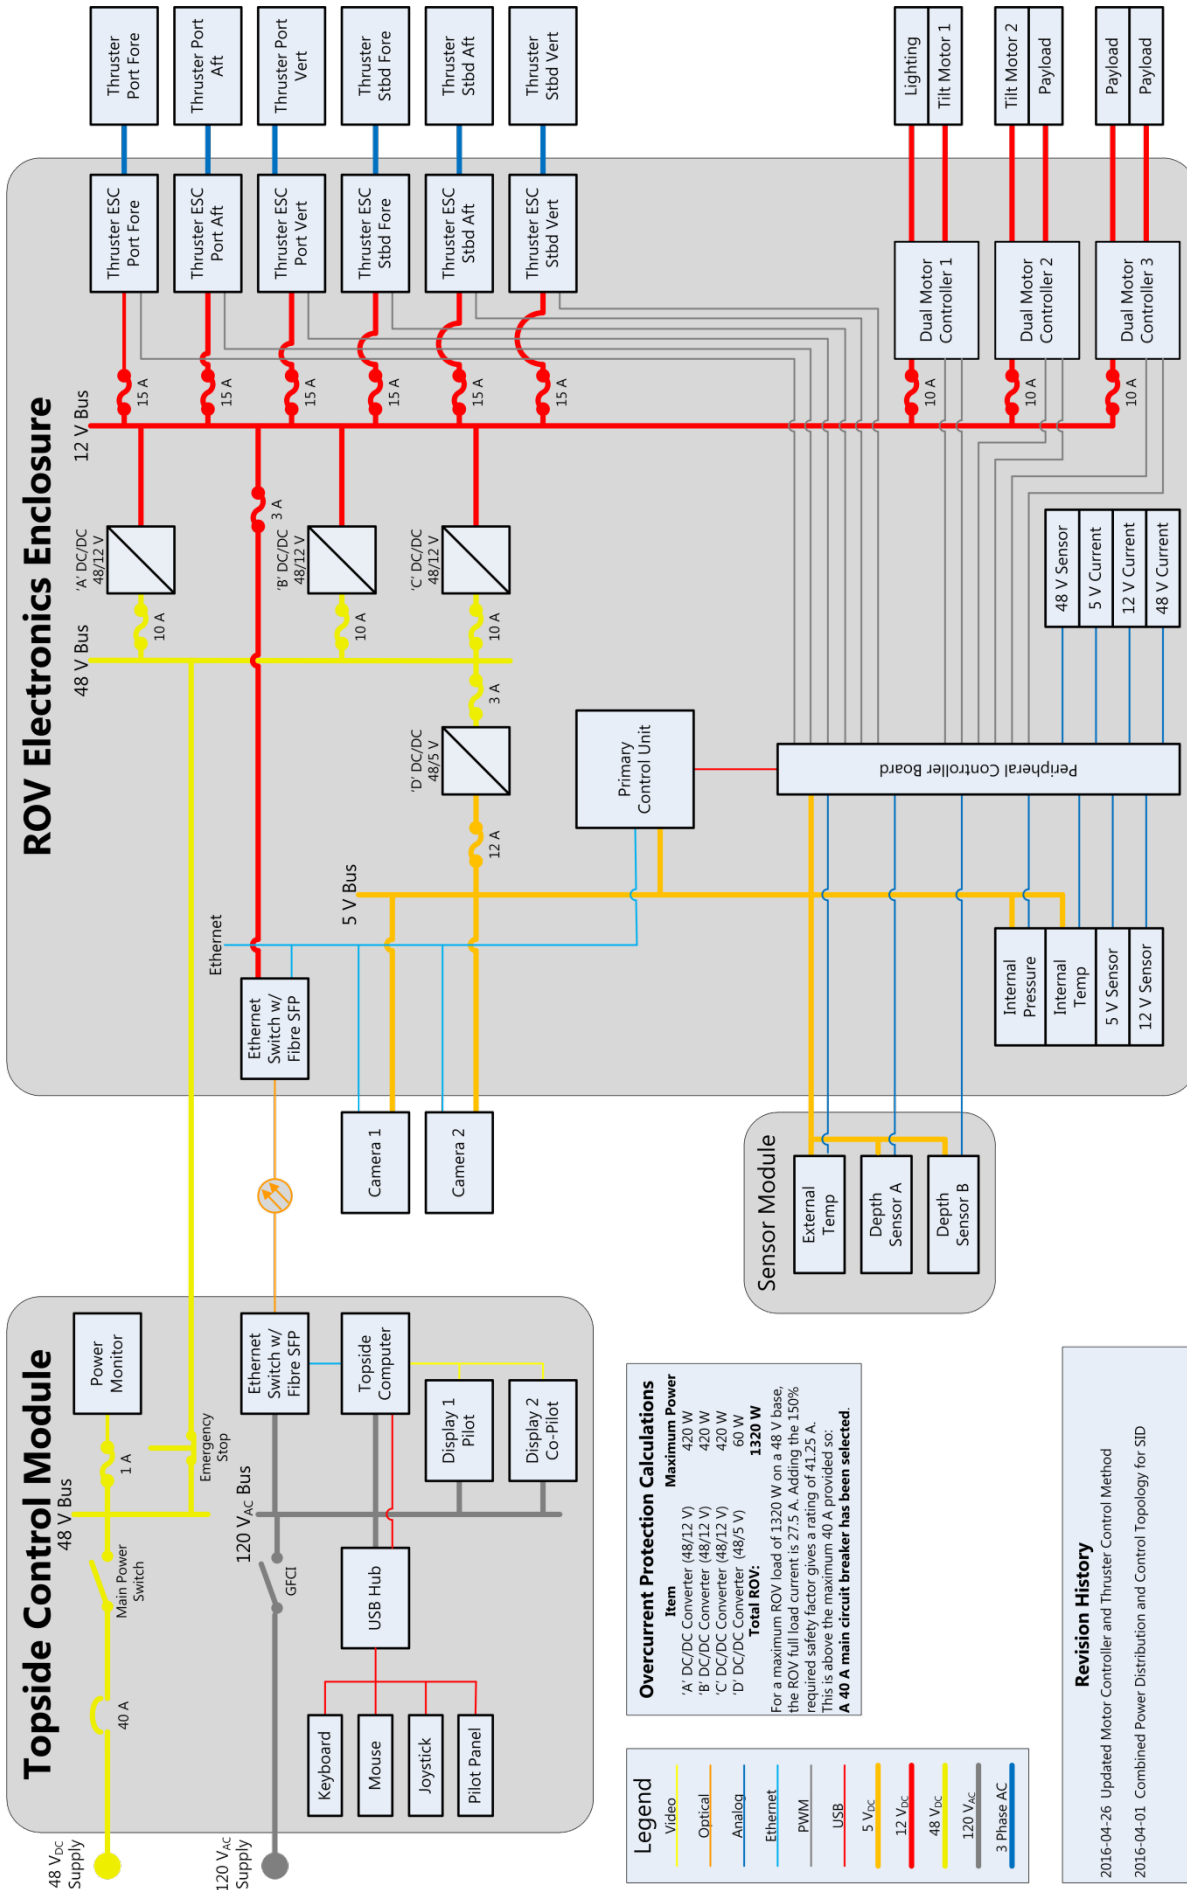 Topside Control Module
48 V_DC
Supply
40 A
Main Power
Switch
48 V Bus
1 A
Power
Monitor
Emergency
Stop
120 V_AC
Supply
GFCI
120 V_AC Bus
Ethernet
Switch w/
Fibre SFP
Topside
Computer
USB Hub
Display 1
Pilot
Display 2
Co-Pilot
Keyboard
Mouse
Joystick
Pilot Panel
ROV Electronics Enclosure
Ethernet
Switch w/
Fibre SFP
Ethernet
Camera 1
Camera 2
5 V Bus
12 A
'D' DC/DC
48/5 V
3 A
48 V Bus
10 A
'A' DC/DC
48/12 V
3 A
10 A
'B' DC/DC
48/12 V
10 A
'C' DC/DC
48/12 V
12 V Bus
15 A
Thruster ESC
Port Fore
Thruster
Port Fore
15 A
Thruster ESC
Port Aft
Thruster Port
Aft
15 A
Thruster ESC
Port Vert
Thruster Port
Vert
15 A
Thruster ESC
Stbd Fore
Thruster
Stbd Fore
15 A
Thruster ESC
Stbd Aft
Thruster
Stbd Aft
15 A
Thruster ESC
Stbd Vert
Thruster
Stbd Vert
Primary
Control Unit
Peripheral Controller Board
10 A
Dual Motor
Controller 1
Lighting
Tilt Motor 1
10 A
Dual Motor
Controller 2
Tilt Motor 2
Payload
10 A
Dual Motor
Controller 3
Payload
Payload
Internal
Pressure
Internal
Temp
5 V Sensor
12 V Sensor
48 V Sensor
5 V Current
12 V Current
48 V Current
Sensor Module
External
Temp
Depth
Sensor A
Depth
Sensor B
Overcurrent Protection Calculations
Item Maximum Power
'A' DC/DC Converter (48/12 V) 420 W
'B' DC/DC Converter (48/12 V) 420 W
'C' DC/DC Converter (48/12 V) 420 W
'D' DC/DC Converter (48/5 V) 60 W
Total ROV: 1320 W
For a maximum ROV load of 1320 W on a 48 V base,
the ROV full load current is 27.5 A. Adding the 150%
required safety factor gives a rating of 41.25 A.
This is above the maximum 40 A provided so:
A 40 A main circuit breaker has been selected.
Legend
Video
Optical
Analog
Ethernet
PWM
USB
5 V_DC
12 V_DC
48 V_DC
120 V_AC
3 Phase AC
Revision History
2016-04-26 Updated Motor Controller and Thruster Control Method
2016-04-01 Combined Power Distribution and Control Topology for SID